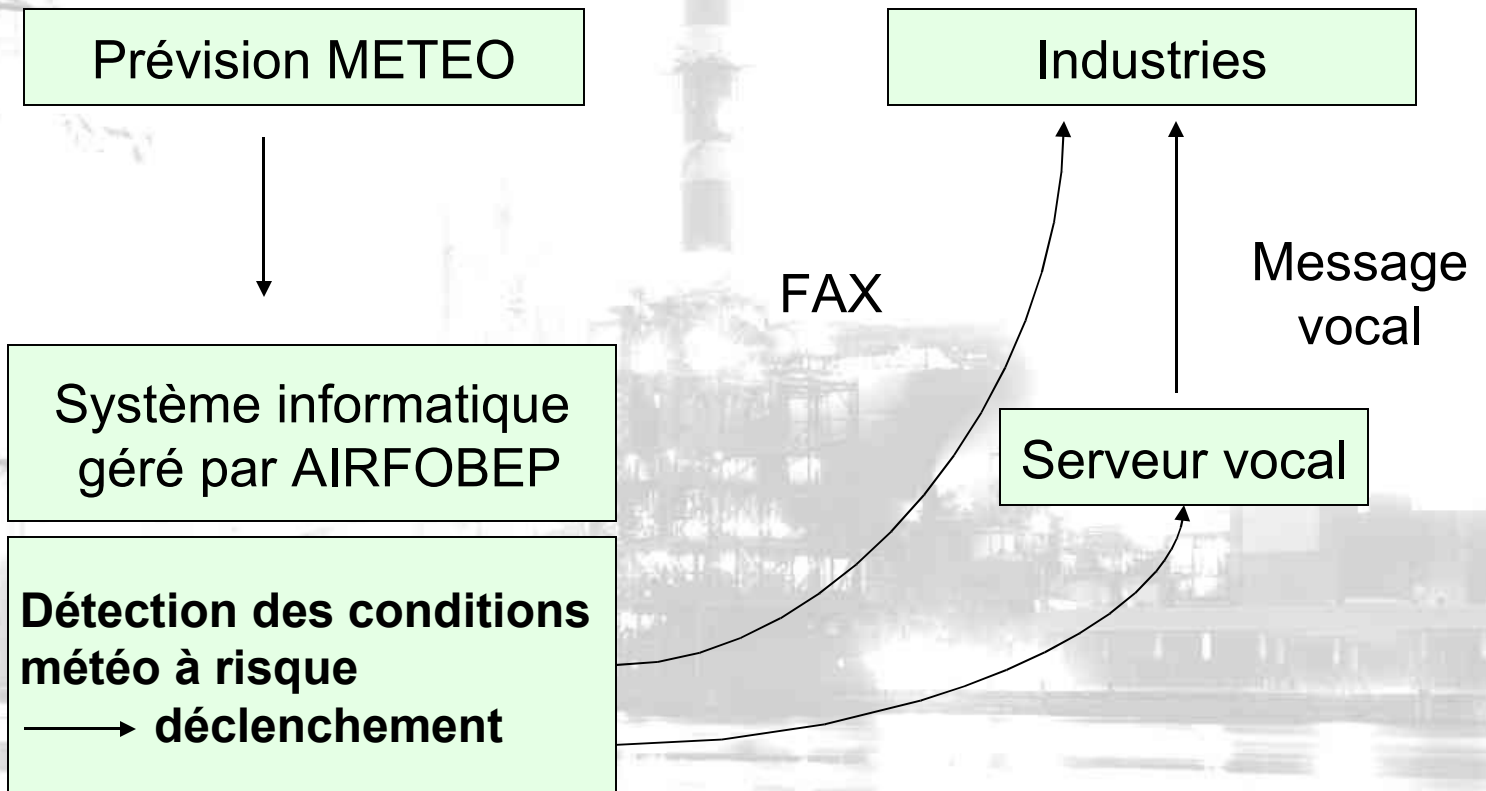 Prévision METEO
Industries
FAX
Message
vocal
Système informatique
géré par AIRFOBEP
Serveur vocal
Détection des conditions
météo à risque
déclenchement